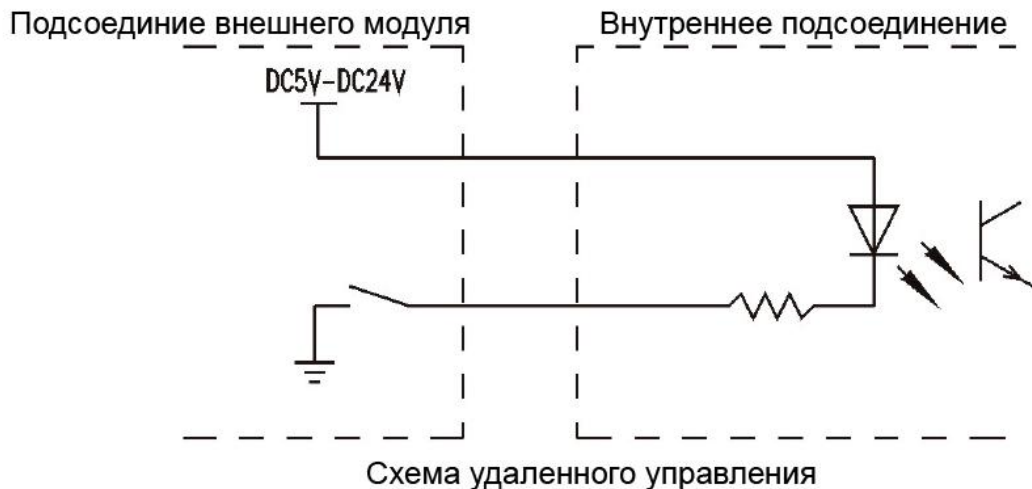 Подсоединие внешнего модуля
Внутреннее подсоединение
DC5V-DC24V
Схема удаленного управления